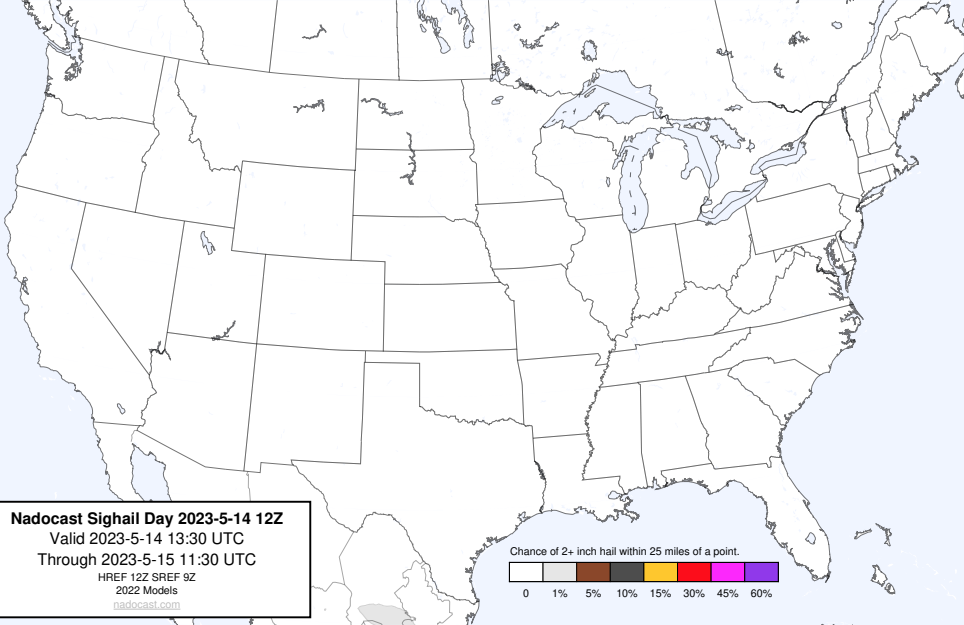 Nadocast Sighail Day 2023-5-14 12Z
Valid 2023-5-14 13:30 UTC
Through 2023-5-15 11:30 UTC
HREF 12Z SREF 9Z
2022 Models
nadocast.com
Chance of 2+ inch hail within 25 miles of a point.
0 1% 5% 10% 15% 30% 45% 60%